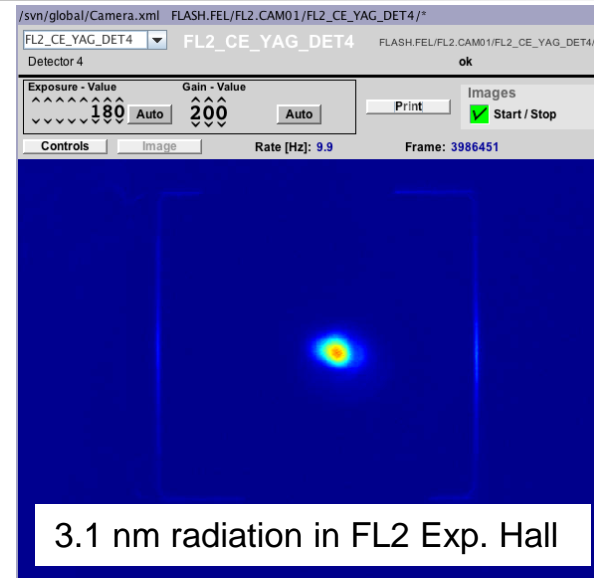 /svn/global/Camera.xml FLASH.FEL/FL2.CAM01/FL2_CE_YAG_DET4/*
FL2_CE_YAG_DET4 FL2_CE_YAG_DET4 FLASH.FEL/FL2.CAM01/FL2_CE_YAG_DET4/
Detector 4 ok
Exposure - Value Gain - Value Images
180 Auto 200 Auto Print Start / Stop
Controls Image Rate [Hz]: 9.9 Frame: 3986451
3.1 nm radiation in FL2 Exp. Hall